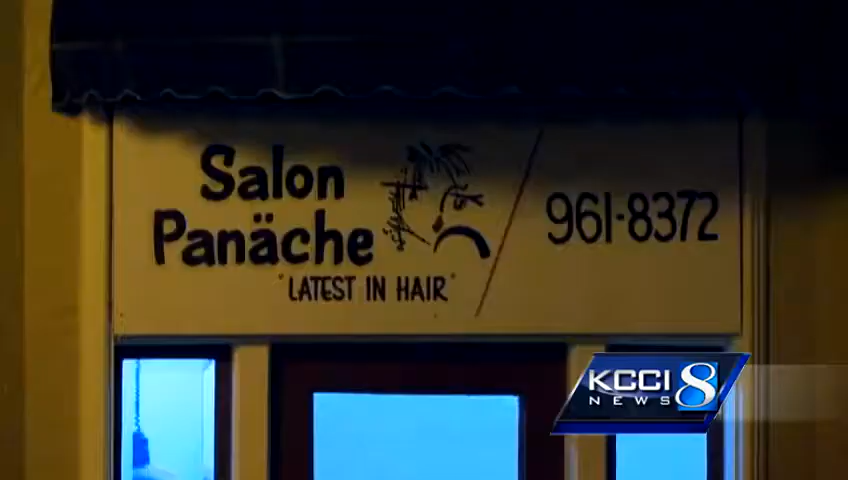 Salon
Panäche
"LATEST IN HAIR"
961-8372
KCCI 8
NEWS